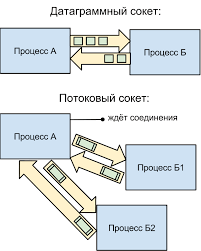 Датаграммный сокет:
Процесс А
Процесс Б
Потоковый сокет:
Процесс А
ждёт соединения
Процесс Б1
Процесс Б2